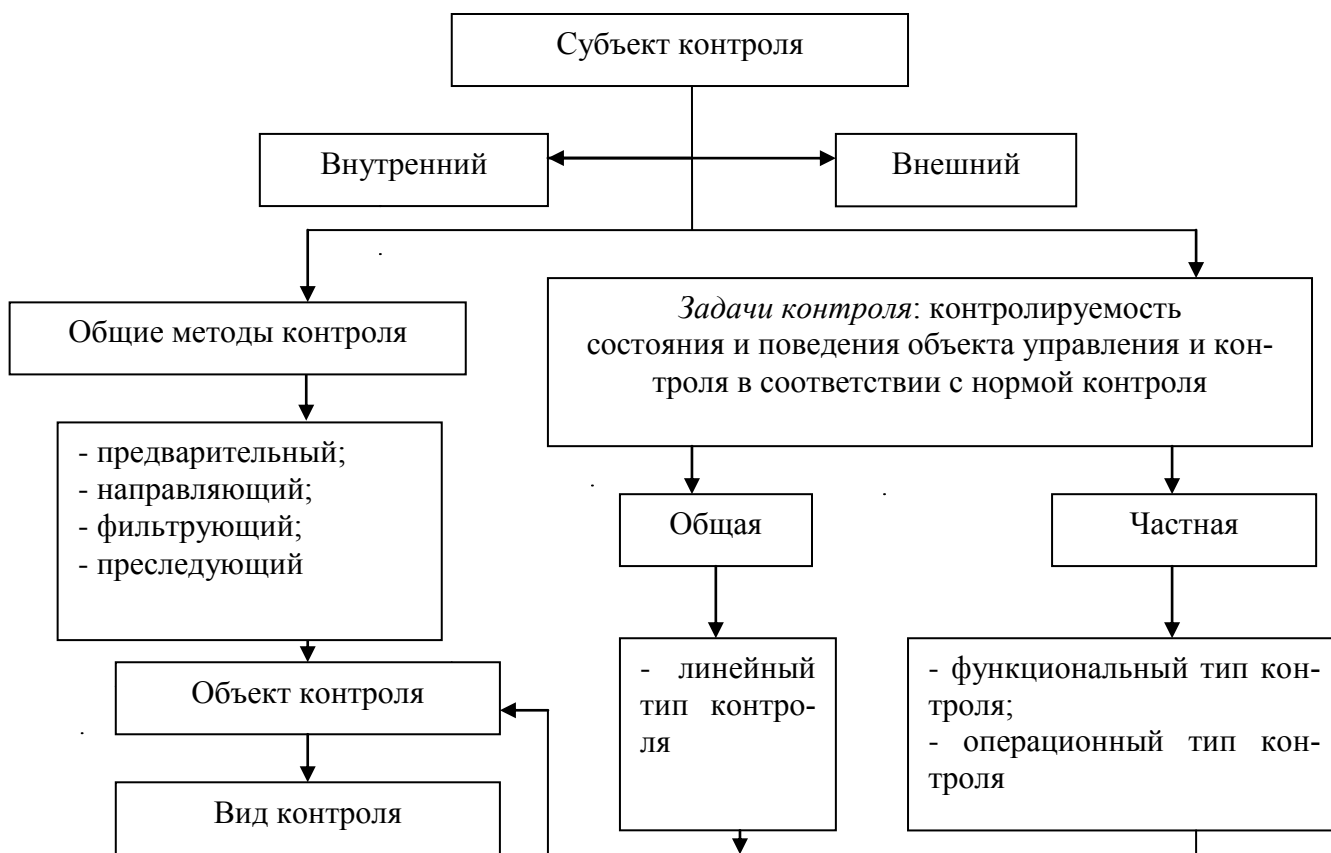 Субъект контроля
Внутренний
Внешний
Общие методы контроля
Задачи контроля: контролируемость
состояния и поведения объекта управления и кон-
троля в соответствии с нормой контроля
- предварительный;
- направляющий;
- фильтрующий;
- преследующий
Общая
Частная
Объект контроля
- линейный
тип контро-
ля
- функциональный тип кон-
троля;
- операционный тип кон-
троля
Вид контроля